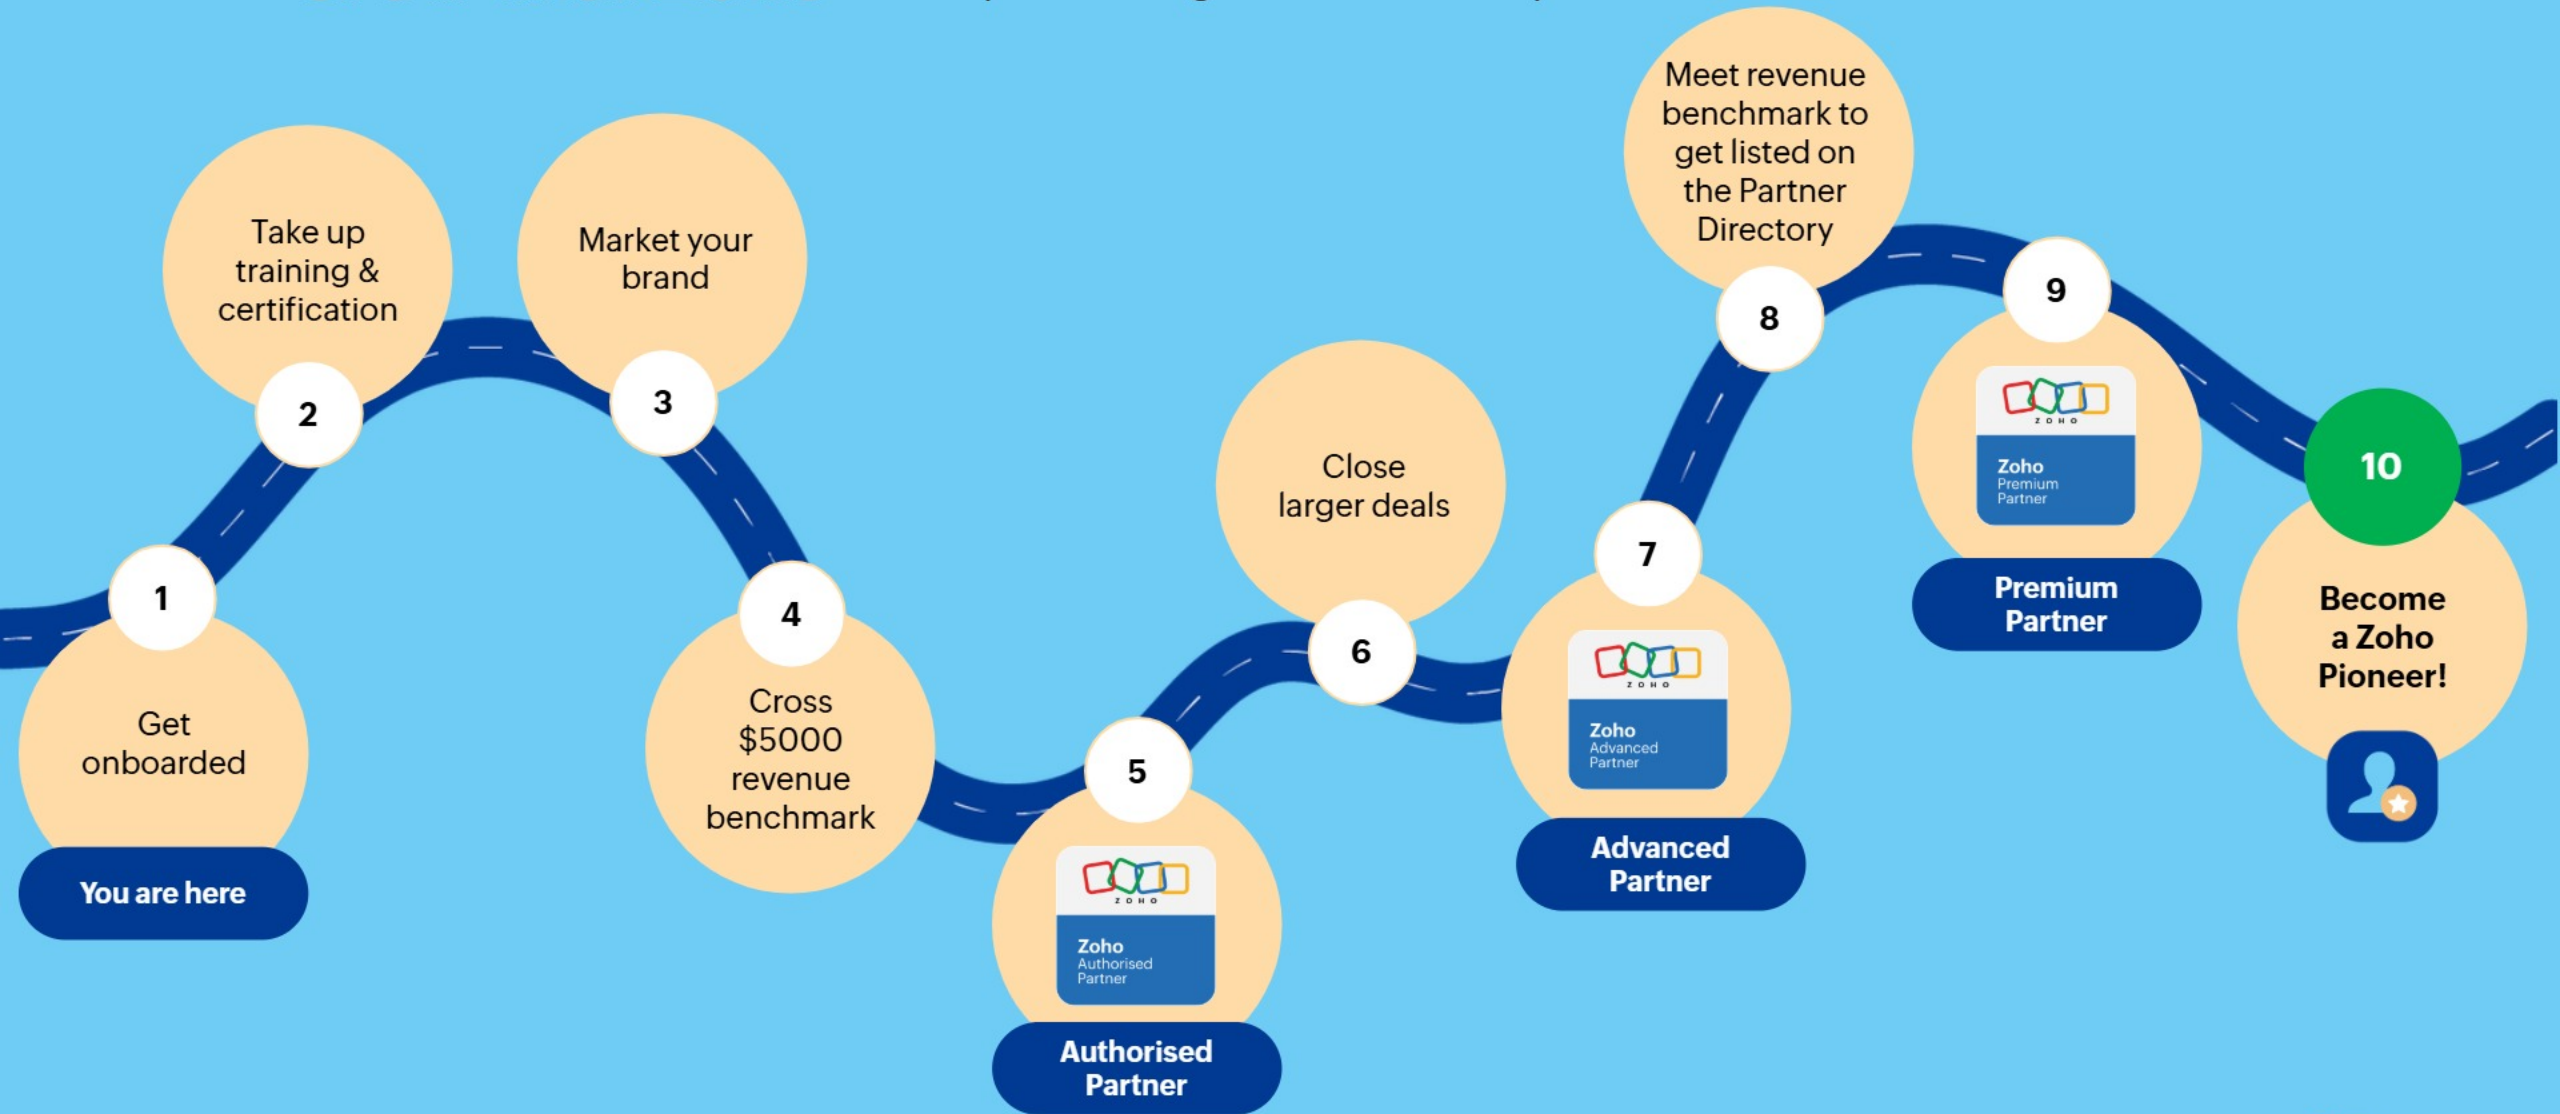 1
Get
onboarded
You are here
2
Take up
training &
certification
3
Market your
brand
4
Cross
$5000
revenue
benchmark
5
ZOHO
Zoho
Authorised
Partner
Authorised
Partner
6
Close
larger deals
7
ZOHO
Zoho
Advanced
Partner
Advanced
Partner
8
Meet revenue
benchmark to
get listed on
the Partner
Directory
9
ZOHO
Zoho
Premium
Partner
Premium
Partner
10
Become
a Zoho
Pioneer!